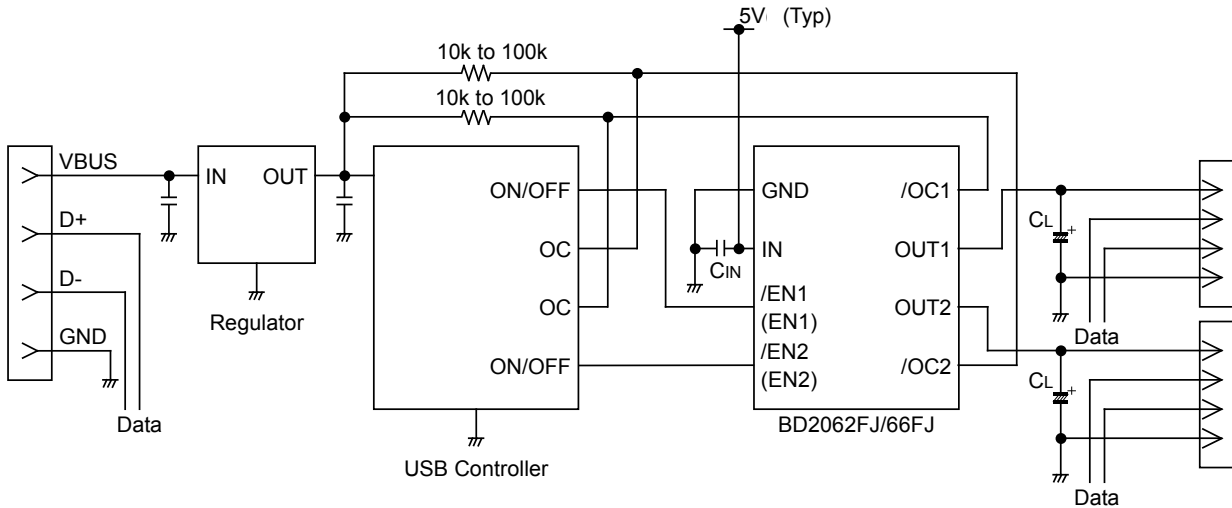 5V (Typ)
10k to 100k
10k to 100k
VBUS
D+
D-
GND
Data
IN
OUT
Regulator
ON/OFF
OC
OC
ON/OFF
USB Controller
CIN
GND
IN
/EN1
(EN1)
/EN2
(EN2)
/OC1
OUT1
OUT2
/OC2
BD2062FJ/66FJ
CL
+
Data
CL
+
Data